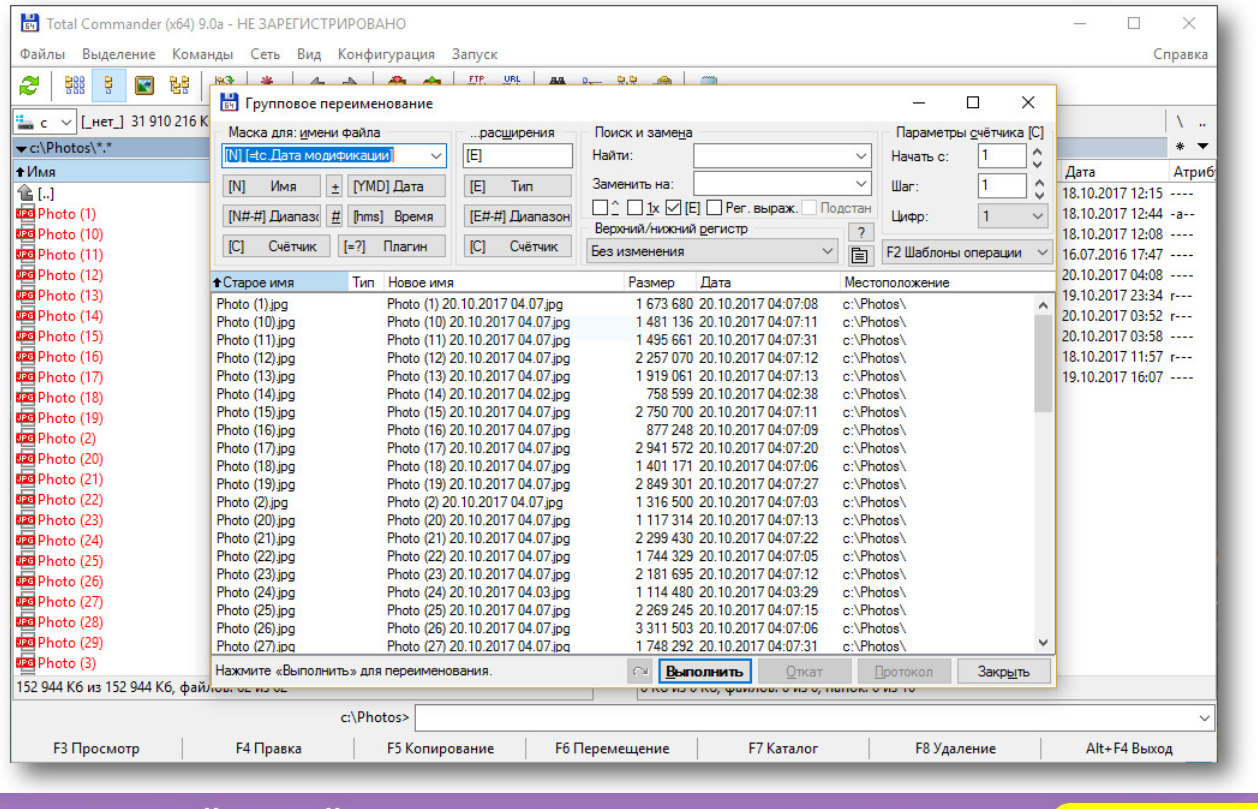 Total Commander (x64) 9.0a - НЕ ЗАРЕГИСТРИРОВАНО
Файлы Выделение Команды Сеть Вид Конфигурация Запуск Справка
FTP URL
c [_нет_] 31 910 216 К \ ..
c:\Photos\*.* * ▼
Имя
[..]
Photo (1)
Photo (10)
Photo (11)
Photo (12)
Photo (13)
Photo (14)
Photo (15)
Photo (16)
Photo (17)
Photo (18)
Photo (19)
Photo (2)
Photo (20)
Photo (21)
Photo (22)
Photo (23)
Photo (24)
Photo (25)
Photo (26)
Photo (27)
Photo (28)
Photo (29)
Photo (3)
Групповое переименование
Маска для: имени файла ...расширения Поиск и замена Параметры счётчика [C]
[N] [=tc.Дата модификации] [E] Найти: Начать с: 1
[N] Имя + [YMD] Дата [E] Тип Заменить на: Шаг: 1
[N#-#] Диапазо # [hms] Время [E#-#] Диапазон ^ 1x [E] Рег. выраж. Подстан Цифр: 1
Верхний/нижний регистр ?
[C] Счётчик [=?] Плагин [C] Счётчик Без изменения F2 Шаблоны операции
Старое имя Тип Новое имя Размер Дата Местоположение
Photo (1).jpg Photo (1) 20.10.2017 04.07.jpg 1 673 680 20.10.2017 04:07:08 c:\Photos\
Photo (10).jpg Photo (10) 20.10.2017 04.07.jpg 1 481 136 20.10.2017 04:07:11 c:\Photos\
Photo (11).jpg Photo (11) 20.10.2017 04.07.jpg 1 495 661 20.10.2017 04:07:31 c:\Photos\
Photo (12).jpg Photo (12) 20.10.2017 04.07.jpg 2 257 070 20.10.2017 04:07:12 c:\Photos\
Photo (13).jpg Photo (13) 20.10.2017 04.07.jpg 1 919 061 20.10.2017 04:07:13 c:\Photos\
Photo (14).jpg Photo (14) 20.10.2017 04.02.jpg 758 599 20.10.2017 04:02:38 c:\Photos\
Photo (15).jpg Photo (15) 20.10.2017 04.07.jpg 2 750 700 20.10.2017 04:07:11 c:\Photos\
Photo (16).jpg Photo (16) 20.10.2017 04.07.jpg 877 248 20.10.2017 04:07:09 c:\Photos\
Photo (17).jpg Photo (17) 20.10.2017 04.07.jpg 2 941 572 20.10.2017 04:07:20 c:\Photos\
Photo (18).jpg Photo (18) 20.10.2017 04.07.jpg 1 401 171 20.10.2017 04:07:06 c:\Photos\
Photo (19).jpg Photo (19) 20.10.2017 04.07.jpg 2 849 301 20.10.2017 04:07:27 c:\Photos\
Photo (2).jpg Photo (2) 20.10.2017 04.07.jpg 1 316 500 20.10.2017 04:07:03 c:\Photos\
Photo (20).jpg Photo (20) 20.10.2017 04.07.jpg 1 117 314 20.10.2017 04:07:13 c:\Photos\
Photo (21).jpg Photo (21) 20.10.2017 04.07.jpg 2 299 430 20.10.2017 04:07:22 c:\Photos\
Photo (22).jpg Photo (22) 20.10.2017 04.07.jpg 1 744 329 20.10.2017 04:07:05 c:\Photos\
Photo (23).jpg Photo (23) 20.10.2017 04.07.jpg 2 181 695 20.10.2017 04:07:12 c:\Photos\
Photo (24).jpg Photo (24) 20.10.2017 04.03.jpg 1 114 480 20.10.2017 04:03:29 c:\Photos\
Photo (25).jpg Photo (25) 20.10.2017 04.07.jpg 2 269 245 20.10.2017 04:07:15 c:\Photos\
Photo (26).jpg Photo (26) 20.10.2017 04.07.jpg 3 311 503 20.10.2017 04:07:06 c:\Photos\
Photo (27).jpg Photo (27) 20.10.2017 04.07.jpg 1 748 292 20.10.2017 04:07:31 c:\Photos\
Нажмите «Выполнить» для переименования. Выполнить Откат Протокол Закрыть
Дата Атриб
18.10.2017 12:15 ----
18.10.2017 12:44 -a--
18.10.2017 12:08 ----
16.07.2016 17:47 ----
20.10.2017 04:08 ----
19.10.2017 23:34 r---
20.10.2017 03:52 r---
20.10.2017 03:58 ----
18.10.2017 11:57 r---
19.10.2017 16:07 ----
152 944 Кб из 152 944 Кб,
c:\Photos>
F3 Просмотр F4 Правка F5 Копирование F6 Перемещение F7 Каталог F8 Удаление Alt+F4 Выход